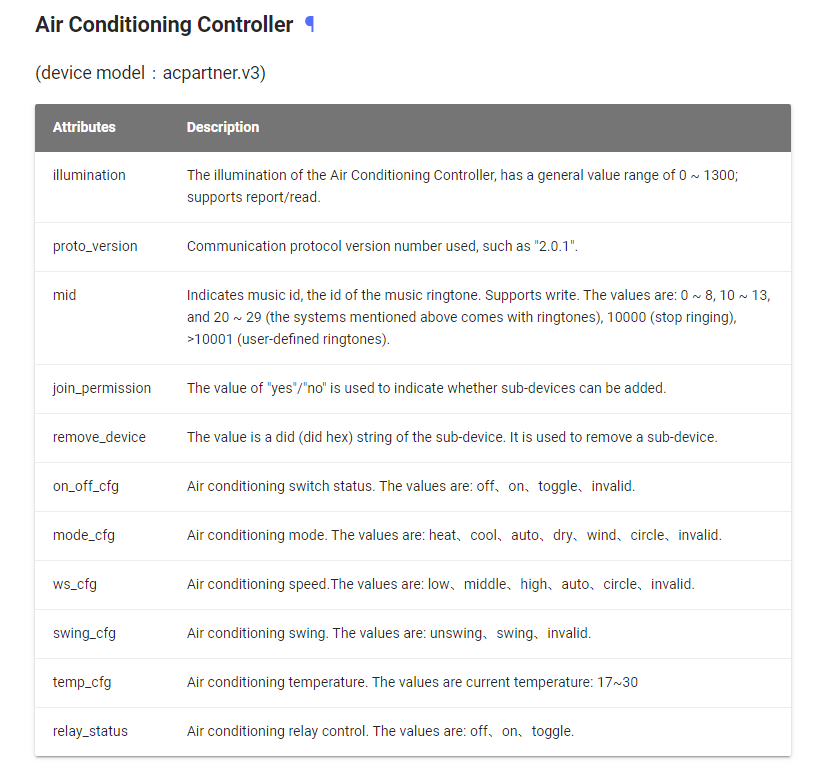 Air Conditioning Controller ¶
(device model：acpartner.v3)
Attributes Description
illumination The illumination of the Air Conditioning Controller, has a general value range of 0 ~ 1300;
supports report/read.
proto_version Communication protocol version number used, such as "2.0.1".
mid Indicates music id, the id of the music ringtone. Supports write. The values are: 0 ~ 8, 10 ~ 13,
and 20 ~ 29 (the systems mentioned above comes with ringtones), 10000 (stop ringing),
>10001 (user-defined ringtones).
join_permission The value of "yes"/"no" is used to indicate whether sub-devices can be added.
remove_device The value is a did (did hex) string of the sub-device. It is used to remove a sub-device.
on_off_cfg Air conditioning switch status. The values are: off、on、toggle、invalid.
mode_cfg Air conditioning mode. The values are: heat、cool、auto、dry、wind、circle、invalid.
ws_cfg Air conditioning speed.The values are: low、middle、high、auto、circle、invalid.
swing_cfg Air conditioning swing. The values are: unswing、swing、invalid.
temp_cfg Air conditioning temperature. The values are current temperature: 17~30
relay_status Air conditioning relay control. The values are: off、on、toggle.